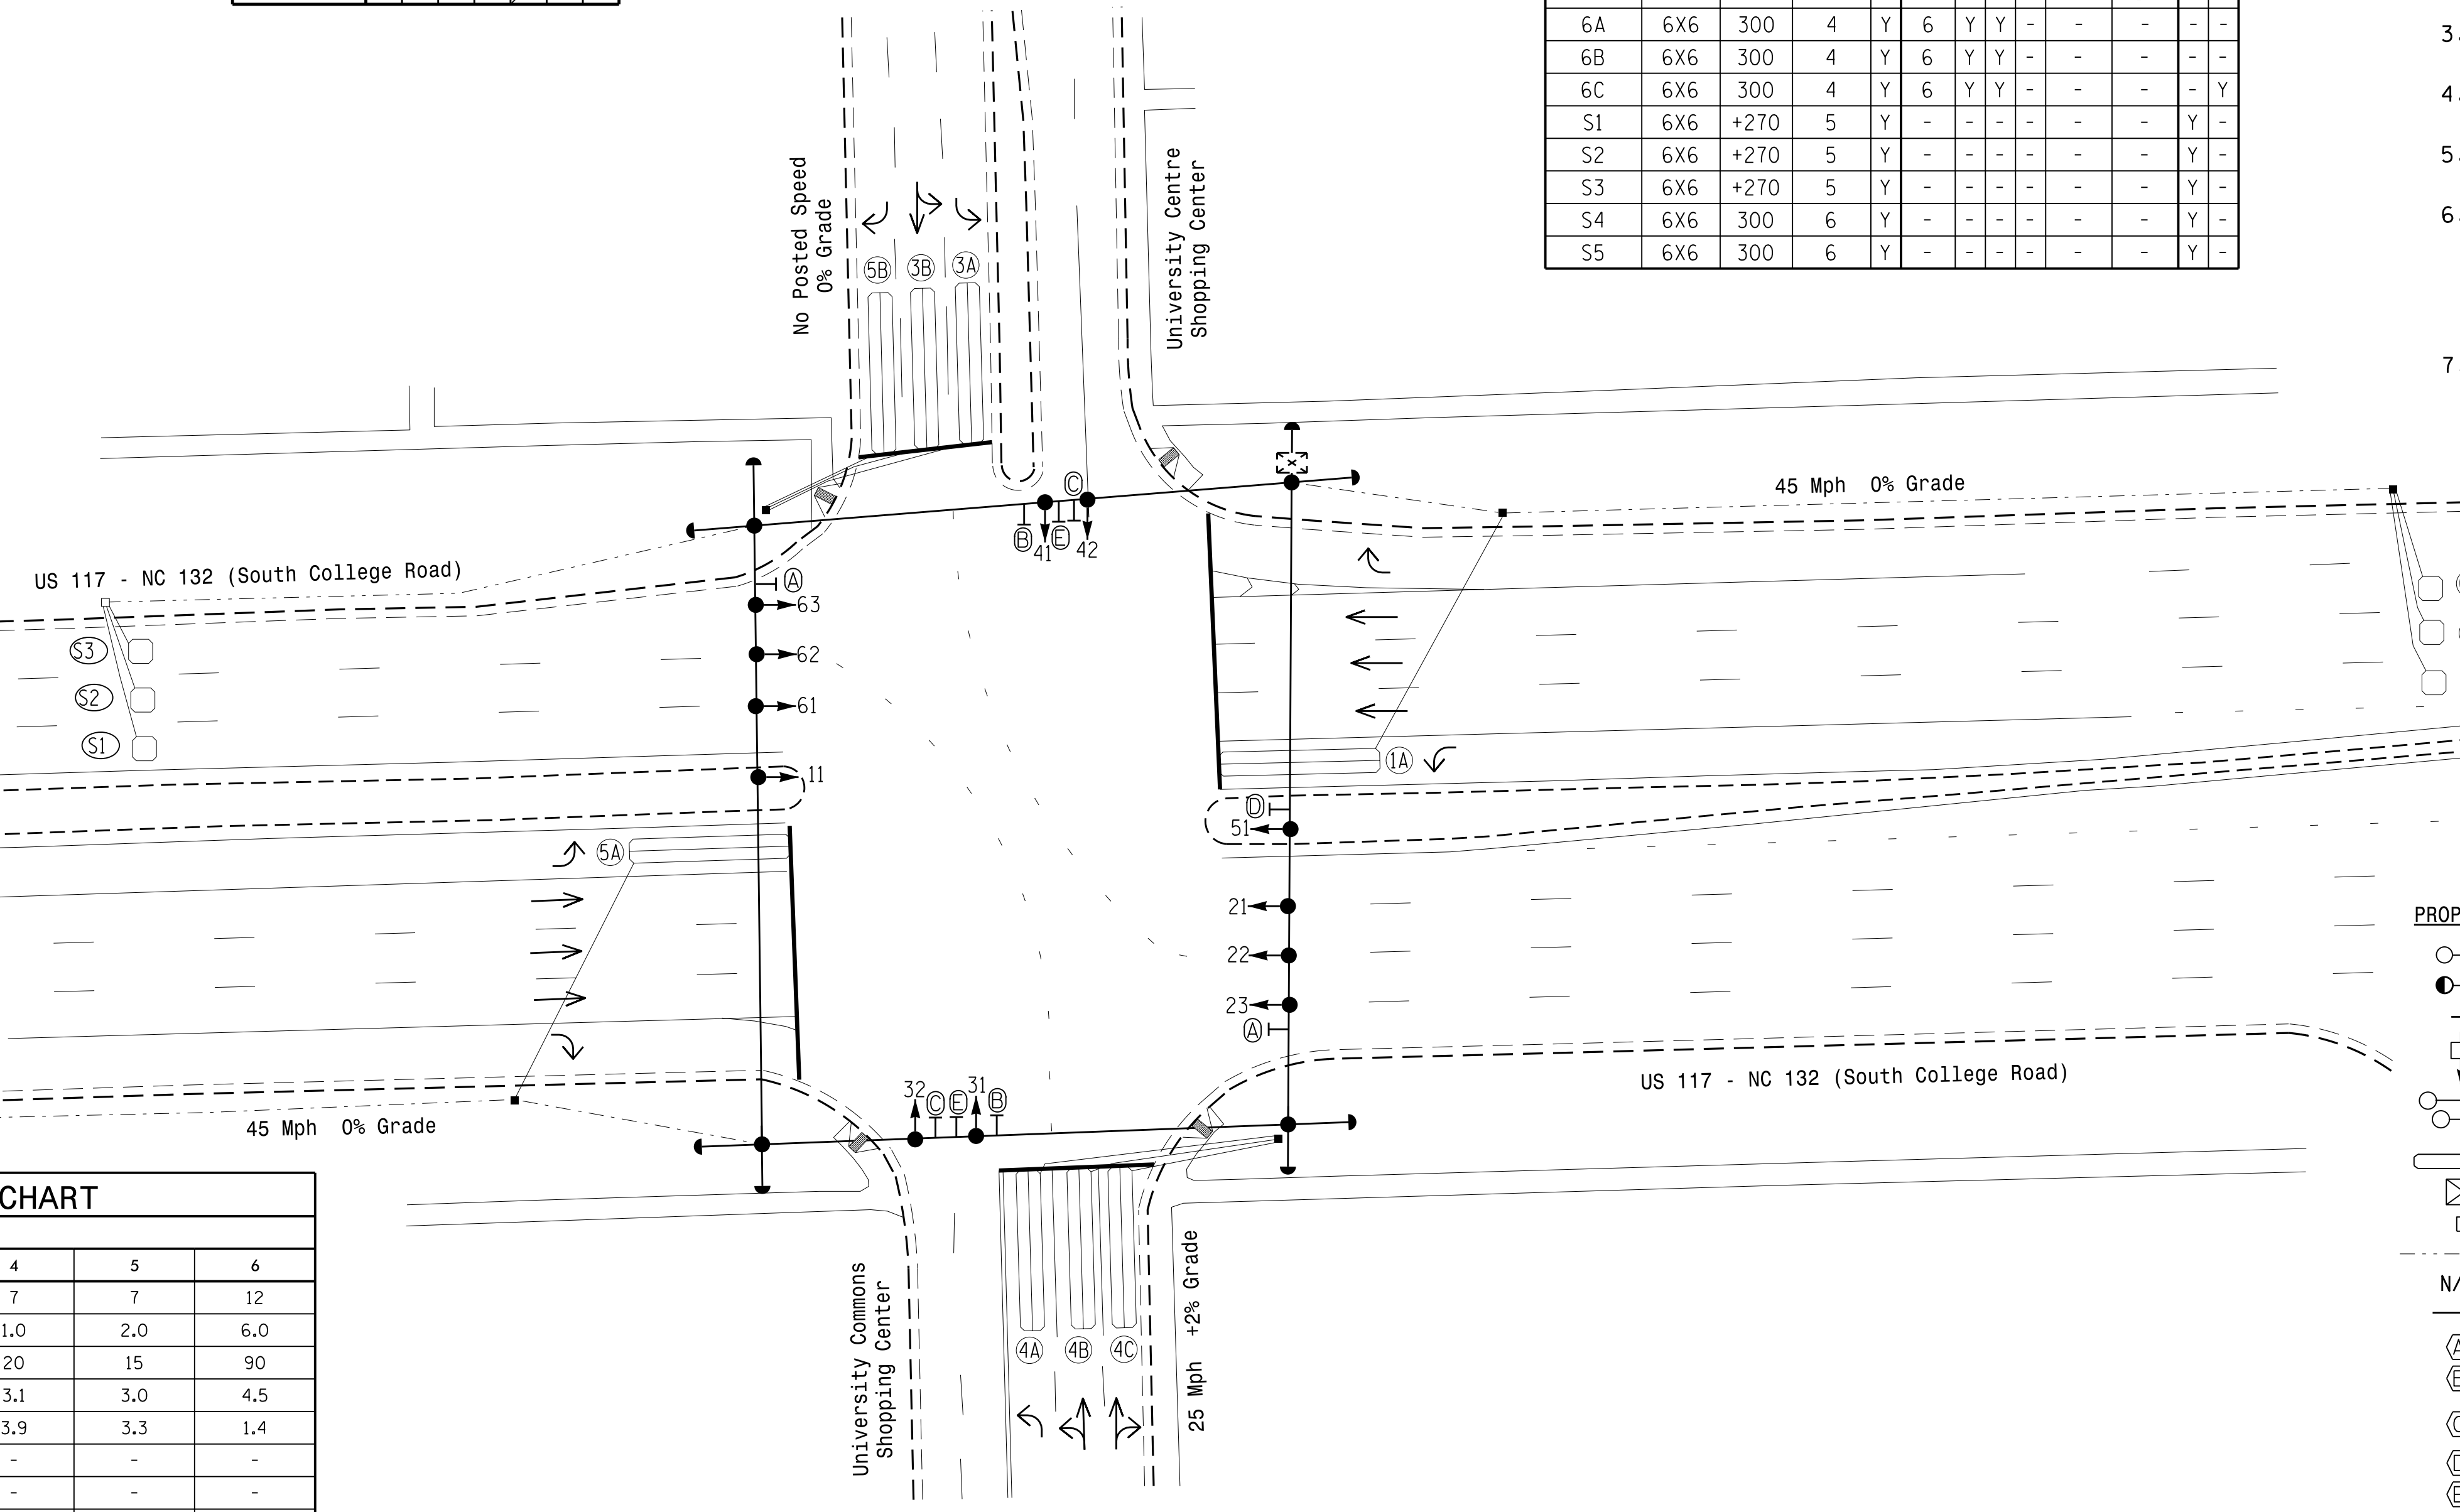 6A 6X6 300 4 Y 6 Y Y - - - - -
6B 6X6 300 4 Y 6 Y Y - - - - -
6C 6X6 300 4 Y 6 Y Y - - - - Y
S1 6X6 +270 5 Y - - - - - - Y -
S2 6X6 +270 5 Y - - - - - - Y -
S3 6X6 +270 5 Y - - - - - - Y -
S4 6X6 300 6 Y - - - - - - Y -
S5 6X6 300 6 Y - - - - - - Y -
3.
4.
5.
6.
7.
No Posted Speed
0% Grade
University Centre
Shopping Center
5B 3B 3A
45 Mph 0% Grade
C
B 41 E 42
US 117 - NC 132 (South College Road)
A
63
62
61
11
S3
S2
S1
1A
D
51
5A
21
22
23
A
PROP
US 117 - NC 132 (South College Road)
45 Mph 0% Grade
32 C E 31 B
CHART
4 5 6
7 7 12
1.0 2.0 6.0
20 15 90
3.1 3.0 4.5
3.9 3.3 1.4
- - -
- - -
University Commons
Shopping Center
4A 4B 4C
25 Mph +2% Grade
N/
A